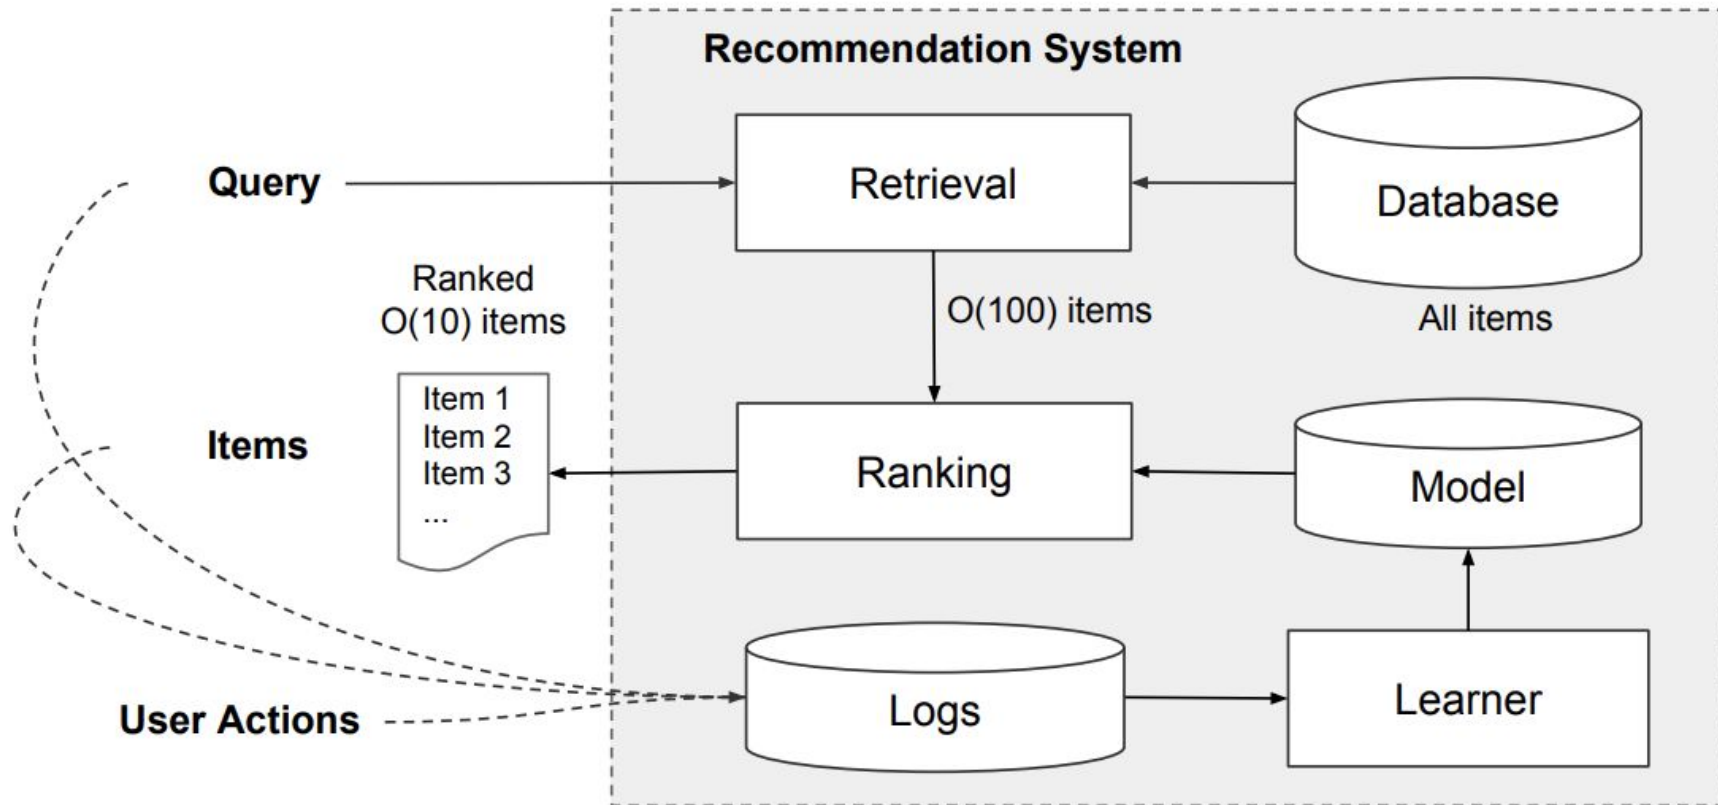 Recommendation System
Query
Retrieval
Database
Ranked
O(10) items
O(100) items
All items
Items
Item 1
Item 2
Item 3
...
Ranking
Model
User Actions
Logs
Learner